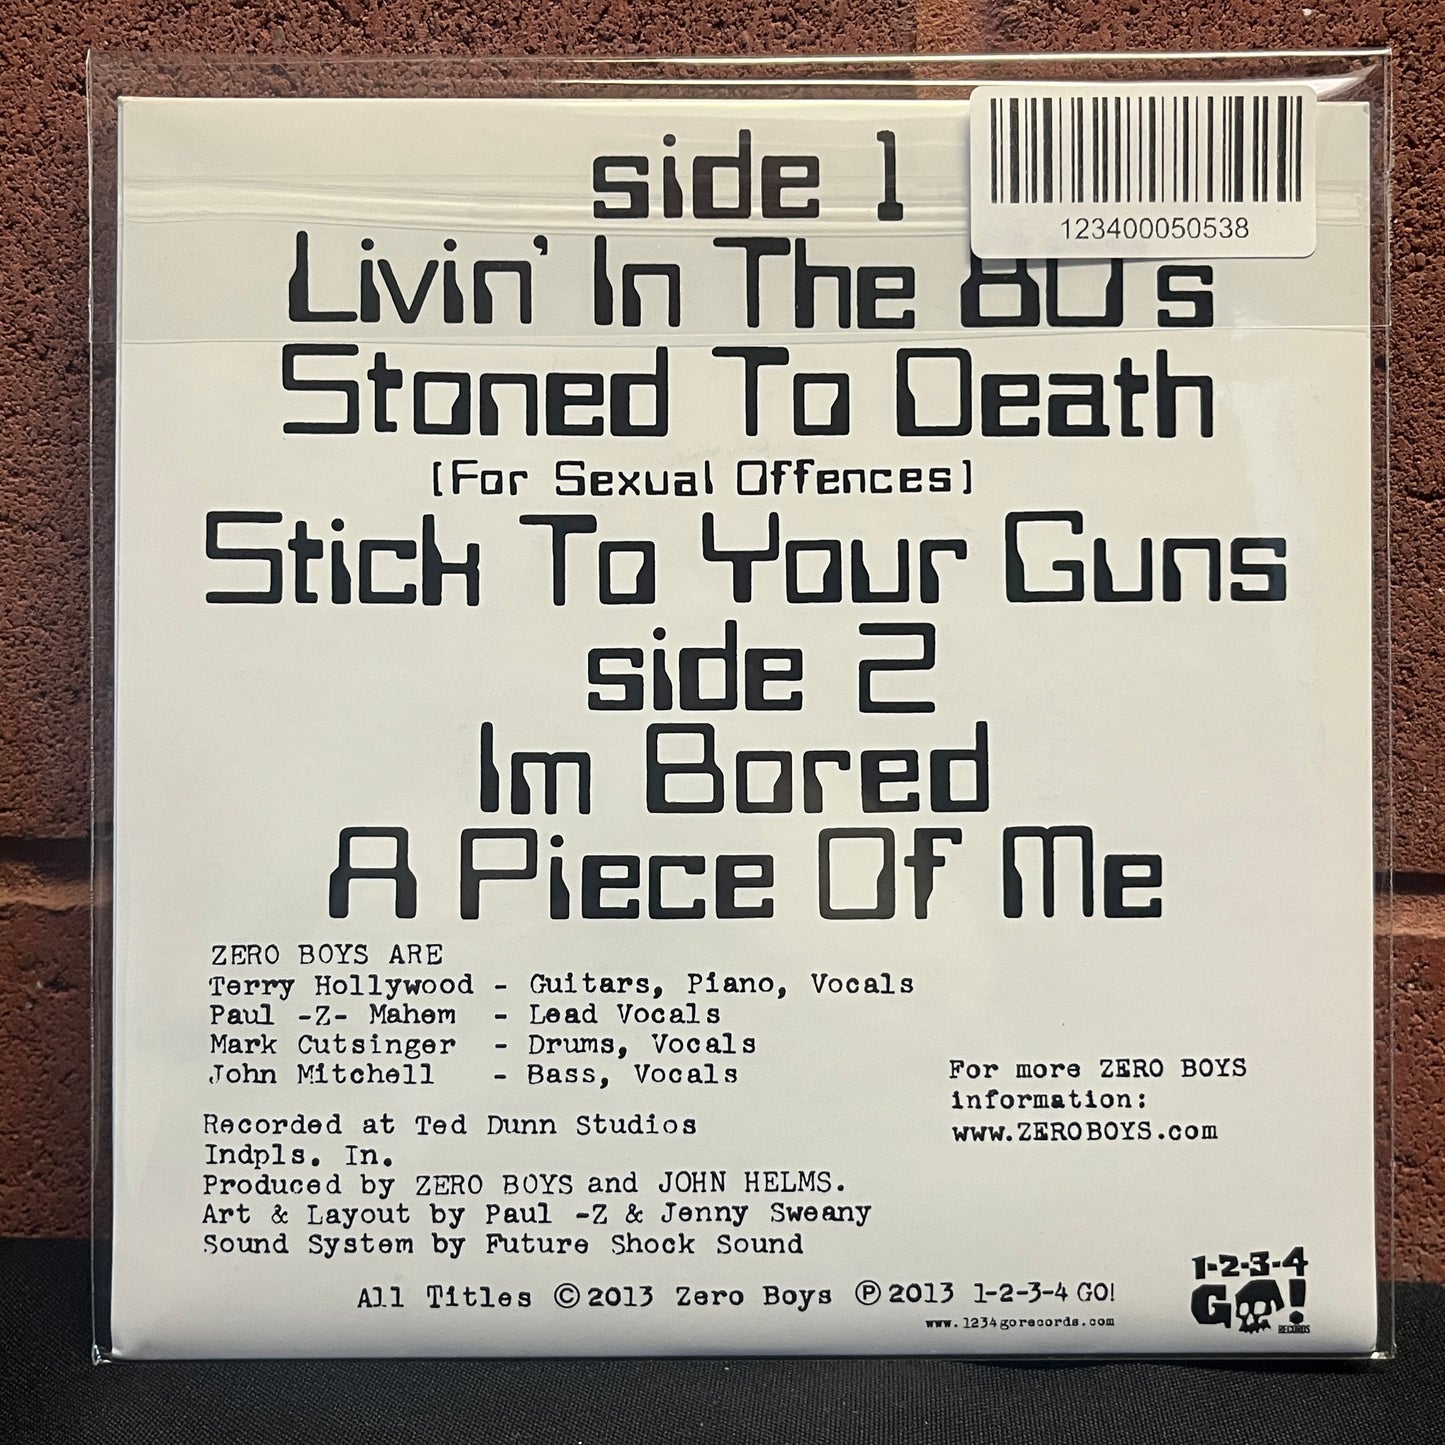 123400050538
side 1
Livin' In The 80's
Stoned To Death
[For Sexual Offences]
Stick To Your Guns
side 2
Im Bored
A Piece Of Me
ZERO BOYS ARE
Terry Hollywood - Guitars, Piano, Vocals
Paul -Z- Mahem - Lead Vocals
Mark Cutsinger - Drums, Vocals
John Mitchell - Bass, Vocals
For more ZERO BOYS
information:
www.ZEROBOYS.com
Recorded at Ted Dunn Studios
Indpls. In.
Produced by ZERO BOYS and JOHN HELMS.
Art & Layout by Paul -Z & Jenny Sweany
Sound System by Future Shock Sound
All Titles ©2013 Zero Boys ℗2013 1-2-3-4 GO!
www.1234gorecords.com
1-2-3-4
GO!
RECORDS